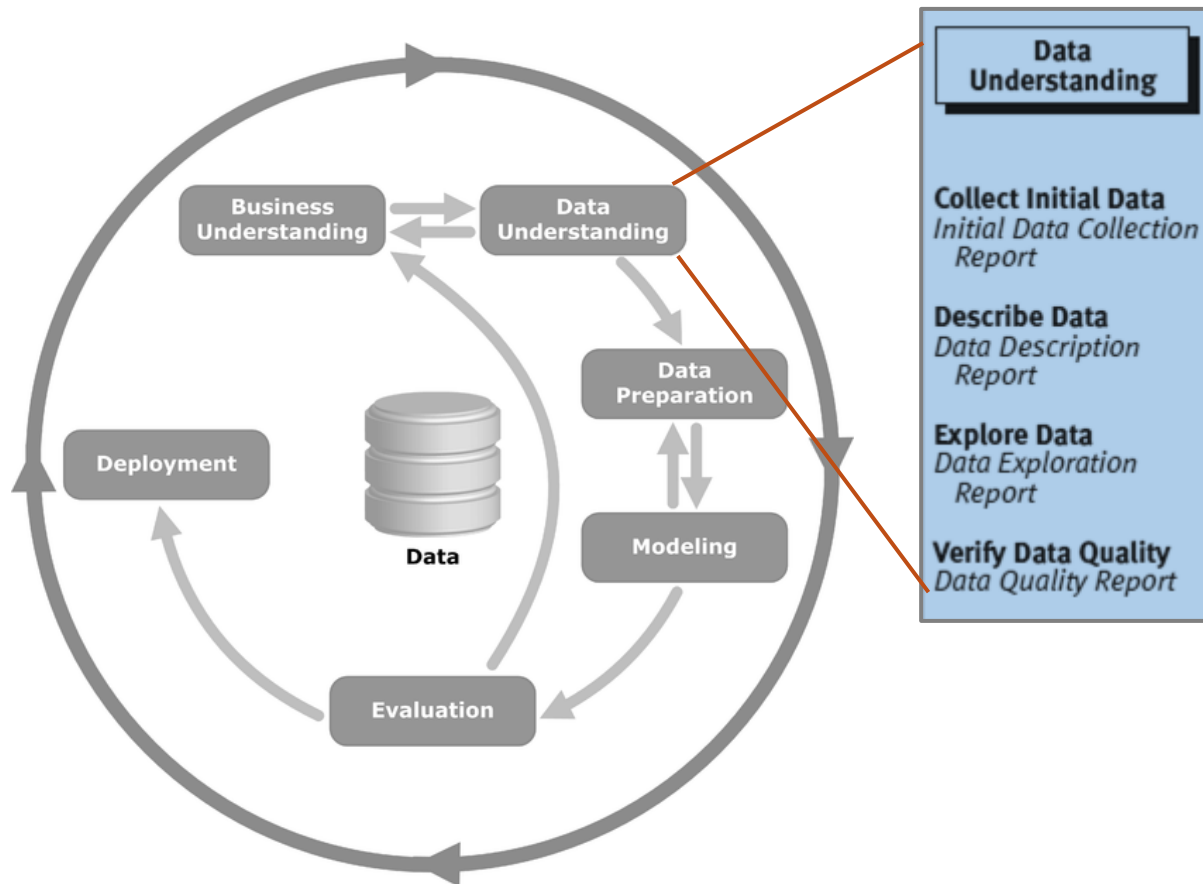 Business
Understanding
Data
Understanding
Data
Preparation
Modeling
Evaluation
Deployment
Data
Data
Understanding
Collect Initial Data
Initial Data Collection
Report
Describe Data
Data Description
Report
Explore Data
Data Exploration
Report
Verify Data Quality
Data Quality Report